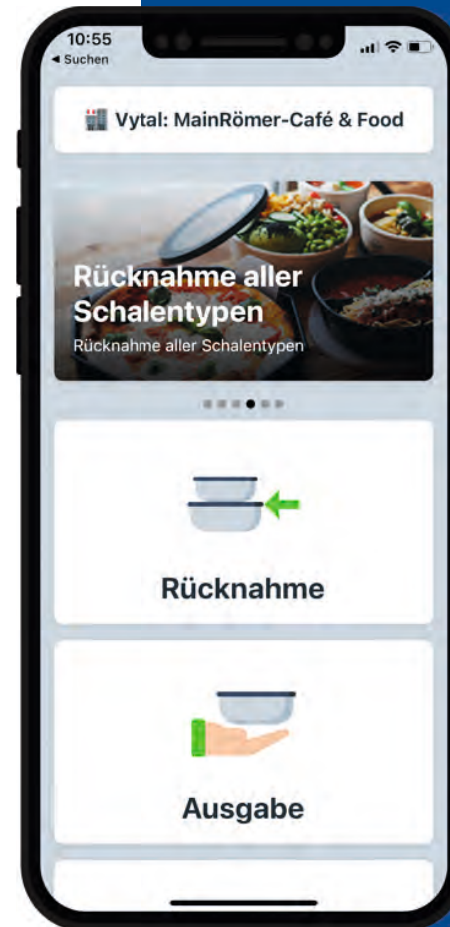 10:55
◀ Suchen
Vytal: MainRömer-Café & Food
Rücknahme aller
Schalentypen
Rücknahme aller Schalentypen
Rücknahme
Ausgabe